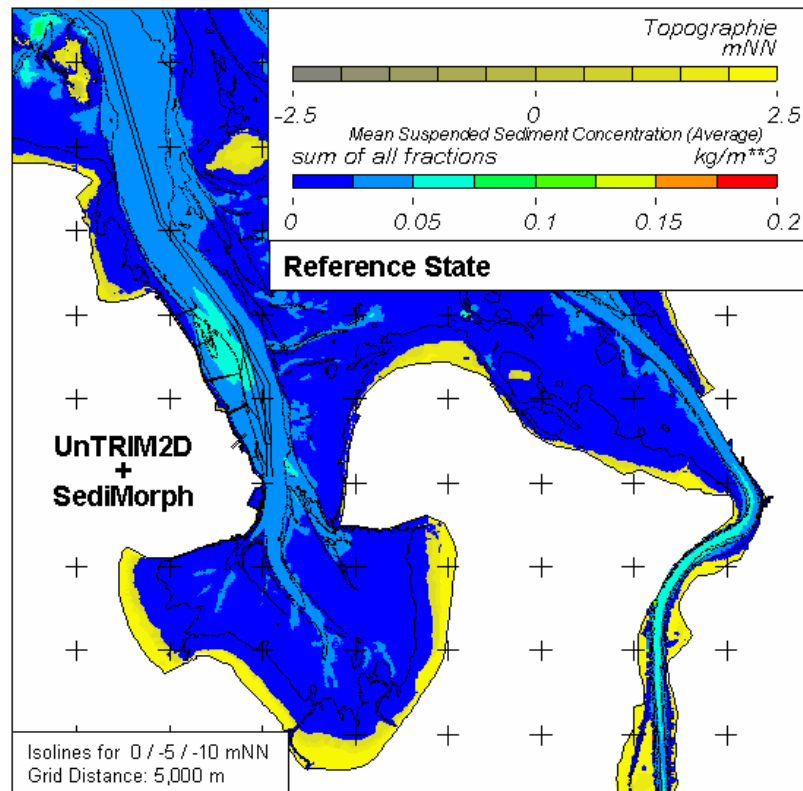 Topographie
mNN
-2.5 0 2.5
Mean Suspended Sediment Concentration (Average)
sum of all fractions kg/m**3
0 0.05 0.1 0.15 0.2
Reference State
UnTRIM2D
+
SediMorph
Isolines for 0 / -5 / -10 mNN
Grid Distance: 5,000 m